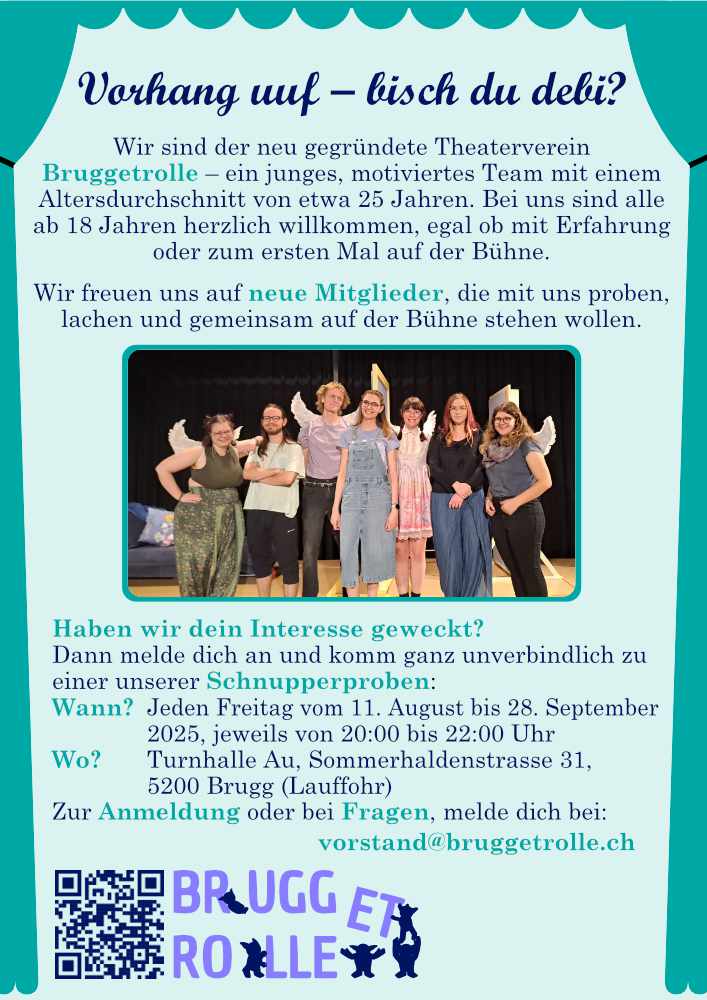 Vorhang uuf – bisch du debi?
Wir sind der neu gegründete Theaterverein
Bruggetrolle – ein junges, motiviertes Team mit einem
Altersdurchschnitt von etwa 25 Jahren. Bei uns sind alle
ab 18 Jahren herzlich willkommen, egal ob mit Erfahrung
oder zum ersten Mal auf der Bühne.
Wir freuen uns auf neue Mitglieder, die mit uns proben,
lachen und gemeinsam auf der Bühne stehen wollen.
Haben wir dein Interesse geweckt?
Dann melde dich an und komm ganz unverbindlich zu
einer unserer Schnupperproben:
Wann? Jeden Freitag vom 11. August bis 28. September
2025, jeweils von 20:00 bis 22:00 Uhr
Wo? Turnhalle Au, Sommerhaldenstrasse 31,
5200 Brugg (Lauffohr)
Zur Anmeldung oder bei Fragen, melde dich bei:
vorstand@bruggetrolle.ch
BRUGGET
ROLLE